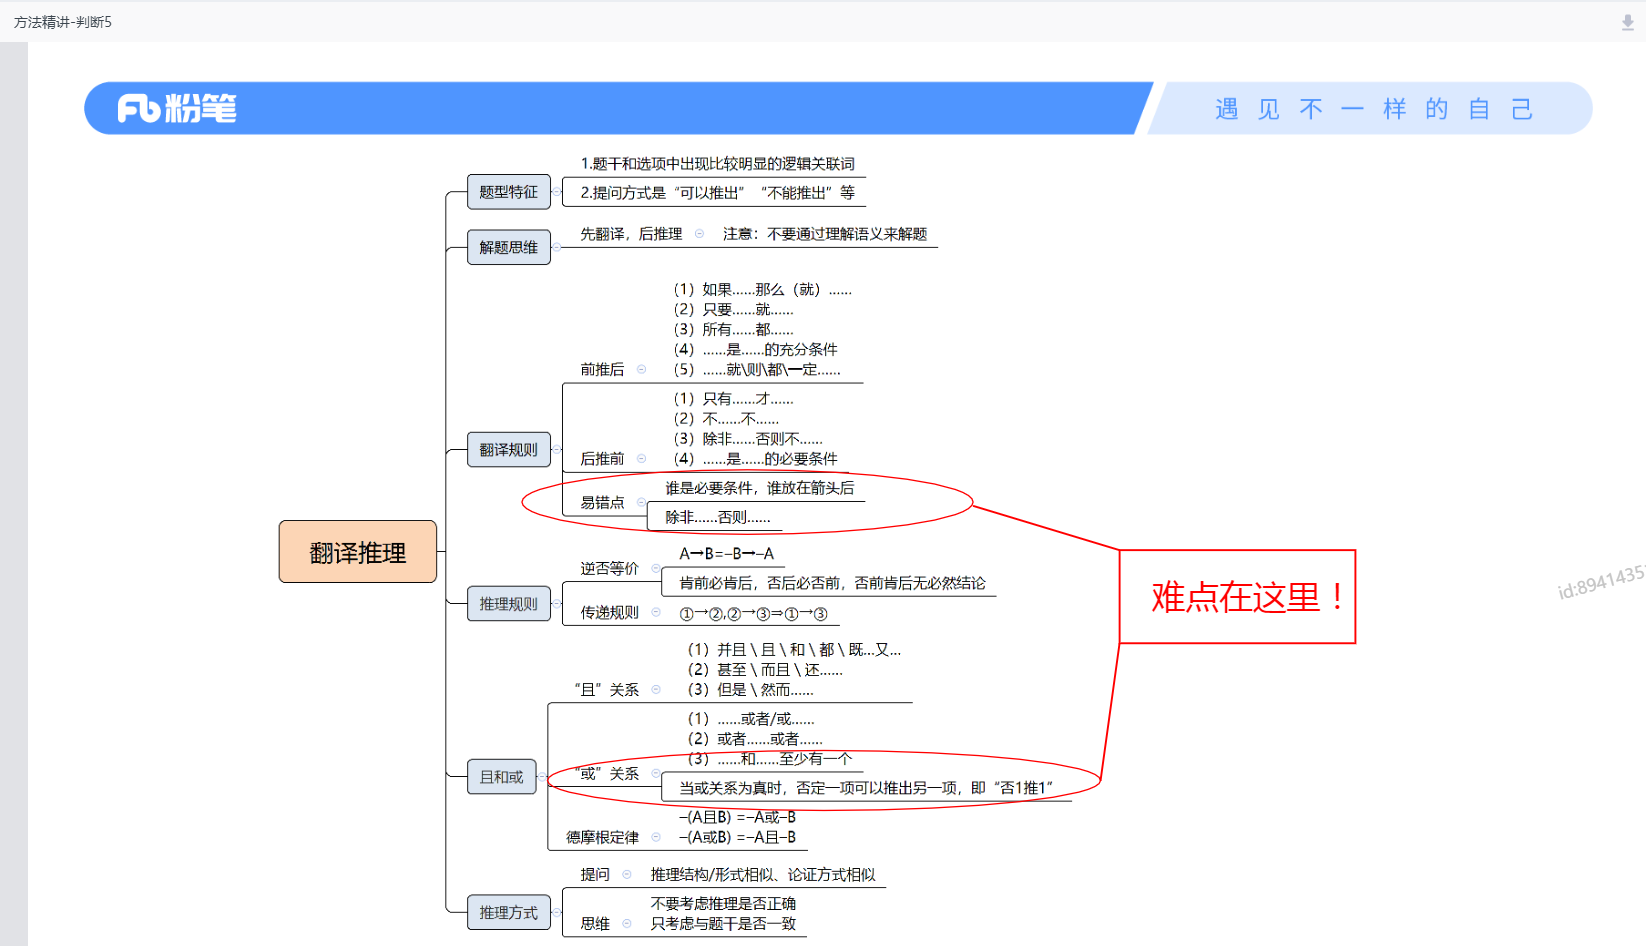 方法精讲-判断5
Fb粉笔
遇见不一样的自己
1.题干和选项中出现比较明显的逻辑关联词
题型特征
2.提问方式是“可以推出” “不能推出”等
解题思维
先翻译，后推理
注意：不要通过理解语义来解题
（1）如果......那么（就）......
（2）只要......就......
（3）所有......都......
（4）......是......的充分条件
前推后
（5）......就\则\都\一定......
（1）只有......才......
（2）不......不......
（3）除非......否则不......
翻译规则
后推前
（4）......是......的必要条件
谁是必要条件，谁放在箭头后
易错点
除非......否则......
翻译推理
A→B=–B→–A
逆否等价
肯前必肯后，否后必否前，否前肯后无必然结论
推理规则
传递规则
①→②,②→③⇒①→③
难点在这里！
id:8941435
（1）并且 \ 且 \ 和 \ 都 \ 既...又...
（2）甚至 \ 而且 \ 还......
“且”关系
（3）但是 \ 然而......
（1）......或者/或......
（2）或者......或者......
（3）......和......至少有一个
“或”关系
且和或
当或关系为真时，否定一项可以推出另一项，即“否1推1”
–(A且B) =–A或–B
德摩根定律
–(A或B) =–A且–B
提问
推理结构/形式相似、论证方式相似
推理方式
不要考虑推理是否正确
思维
只考虑与题干是否一致